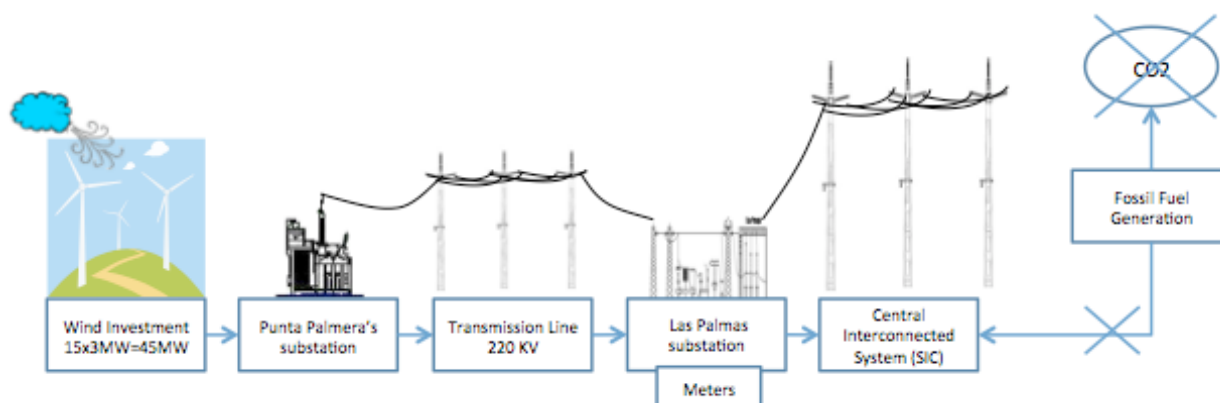 CO2
Fossil Fuel
Generation
Wind Investment
15x3MW=45MW
Punta Palmera's
substation
Transmission Line
220 KV
Las Palmas
substation
Meters
Central
Interconnected
System (SIC)